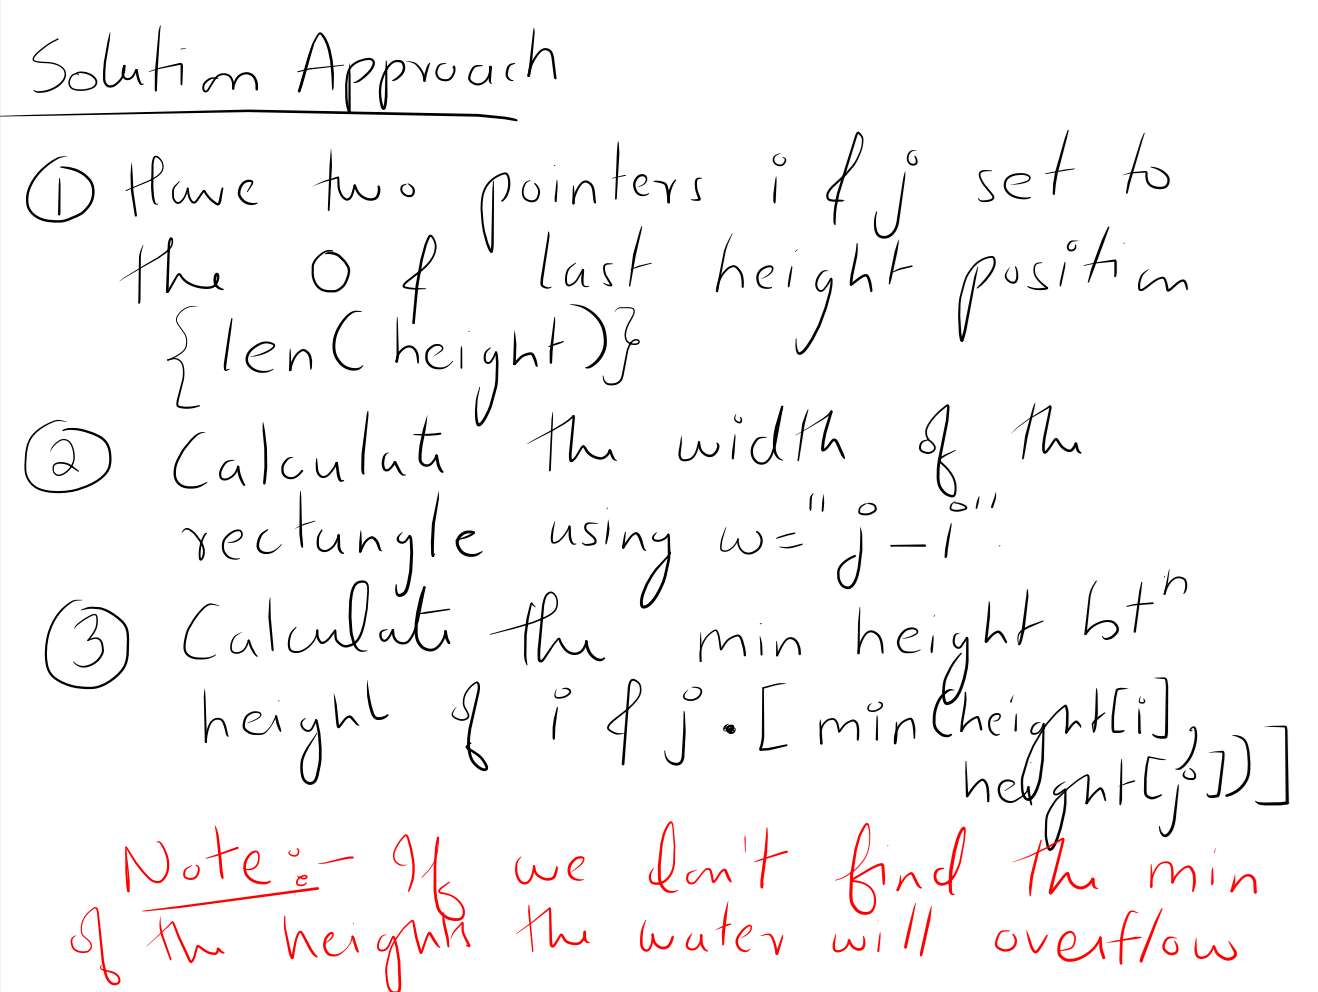 Solution Approach
① Have two pointers i & j set to
the 0 & last height position
{len(height)}
② Calculate the width of the
rectangle using w="j-i"
③ Calculate the min height btⁿ
height of i & j. [min(height[i],
height[j])]
Note:- If we don't find the min
of the heights the water will overflow